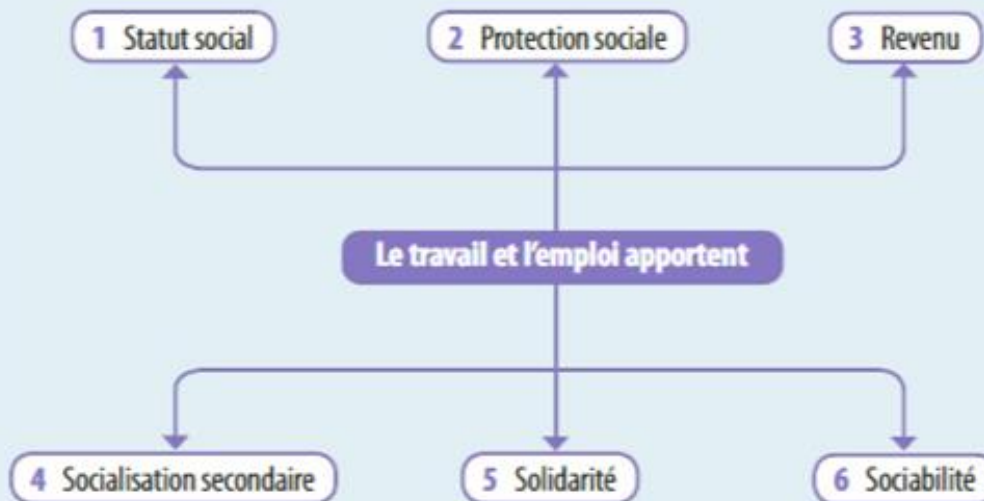 1 Statut social
2 Protection sociale
3 Revenu
Le travail et l'emploi apportent
4 Socialisation secondaire
5 Solidarité
6 Sociabilité